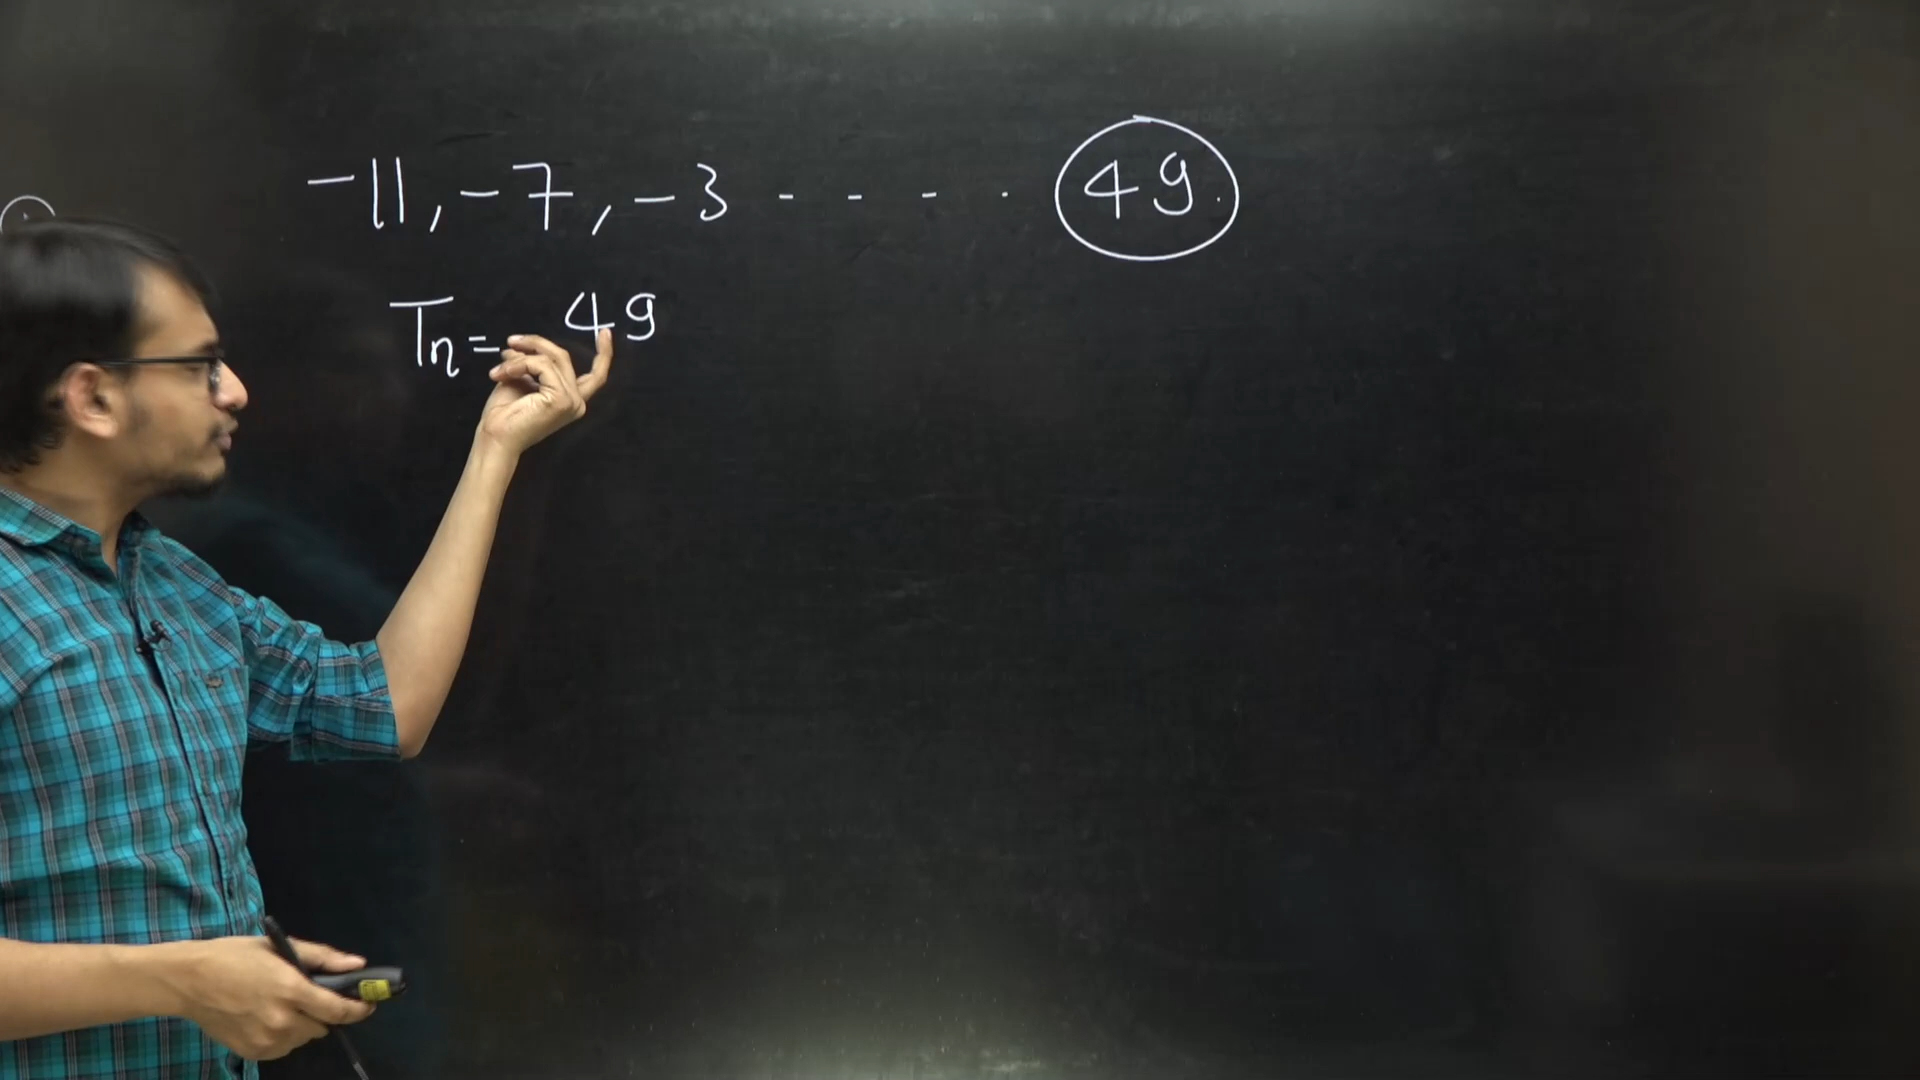 -11, -7, -3 - - - · 49.
Tn = 49